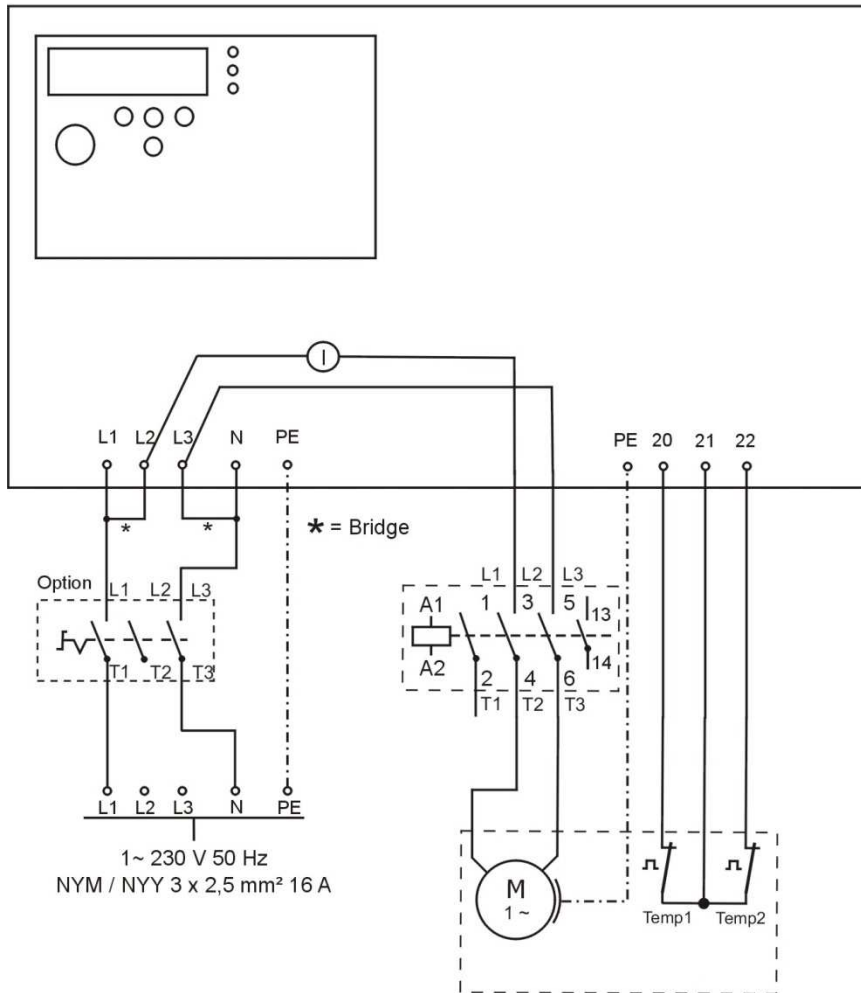 I
L1 L2 L3 N PE
PE 20 21 22
* *
* = Bridge
Option
L1 L2 L3
T1 T2 T3
L1 L2 L3
A1 1 3 5 13
A2 2 4 6 14
T1 T2 T3
L1 L2 L3 N PE
1~ 230 V 50 Hz
NYM / NYY 3 x 2,5 mm² 16 A
M
1 ~
Temp1 Temp2